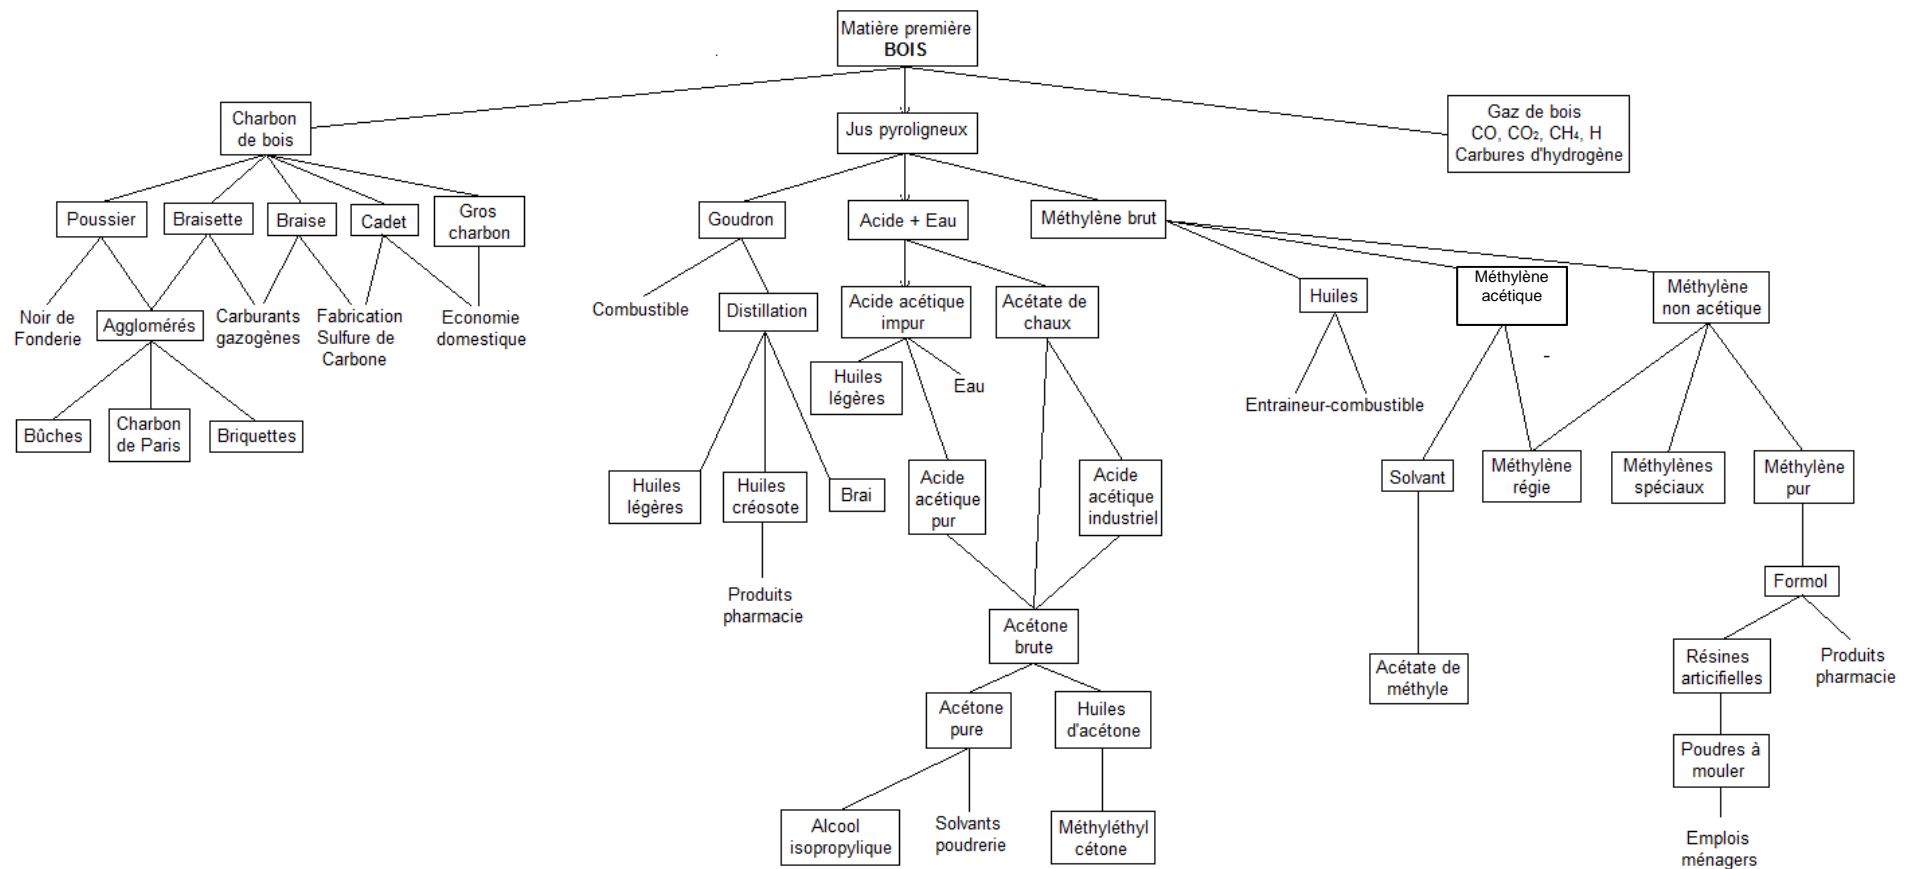 Matière première
BOIS
Charbon
de bois
Jus pyroligneux
Gaz de bois
CO, CO₂, CH₄, H
Carbures d'hydrogène
Poussier
Braisette
Braise
Cadet
Gros
charbon
Goudron
Acide + Eau
Méthylène brut
Noir de
Fonderie
Agglomérés
Carburants
gazogènes
Fabrication
Sulfure de
Carbone
Economie
domestique
Combustible
Distillation
Acide acétique
impur
Acétate de
chaux
Huiles
Méthylène
acétique
Méthylène
non acétique
Huiles
légères
Eau
Entraineur-combustible
Bûches
Charbon
de Paris
Briquettes
Huiles
légères
Huiles
créosote
Brai
Acide
acétique
pur
Acide
acétique
industriel
Solvant
Méthylène
régie
Méthylènes
spéciaux
Méthylène
pur
Produits
pharmacie
Formol
Acétone
brute
Acétate de
méthyle
Résines
articifielles
Produits
pharmacie
Acétone
pure
Huiles
d'acétone
Poudres à
mouler
Alcool
isopropylique
Solvants
poudrerie
Méthyléthyl
cétone
Emplois
ménagers